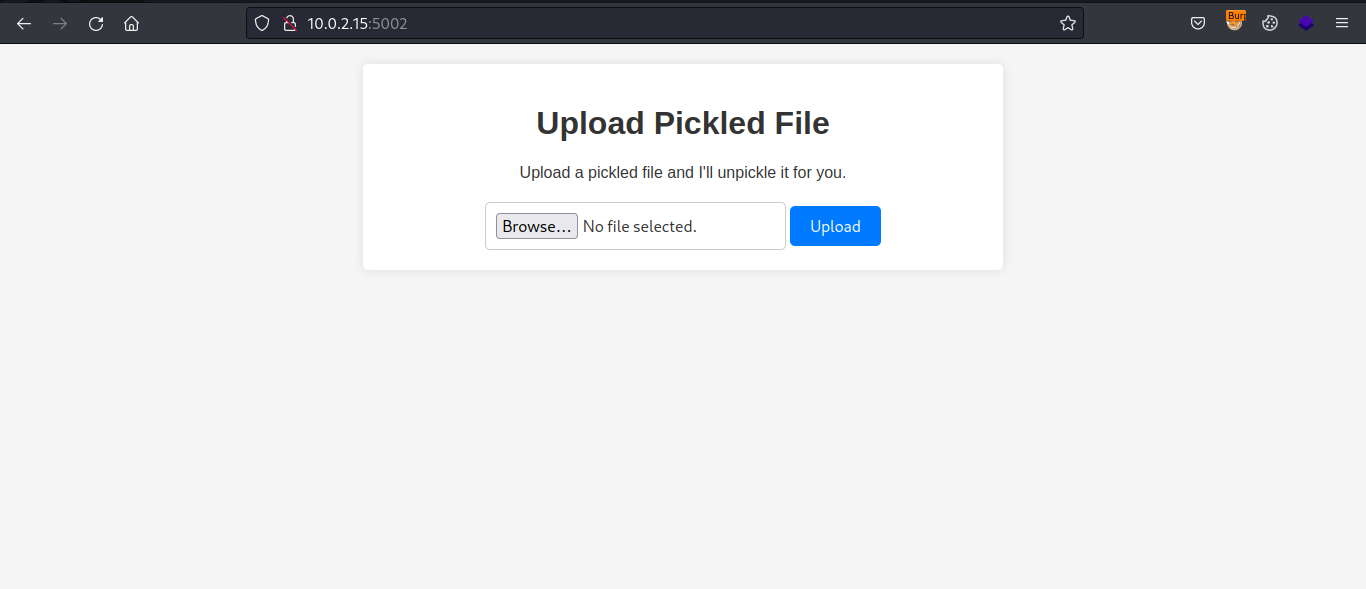 10.0.2.15:5002
Burp
Upload Pickled File
Upload a pickled file and I'll unpickle it for you.
Browse… No file selected. Upload